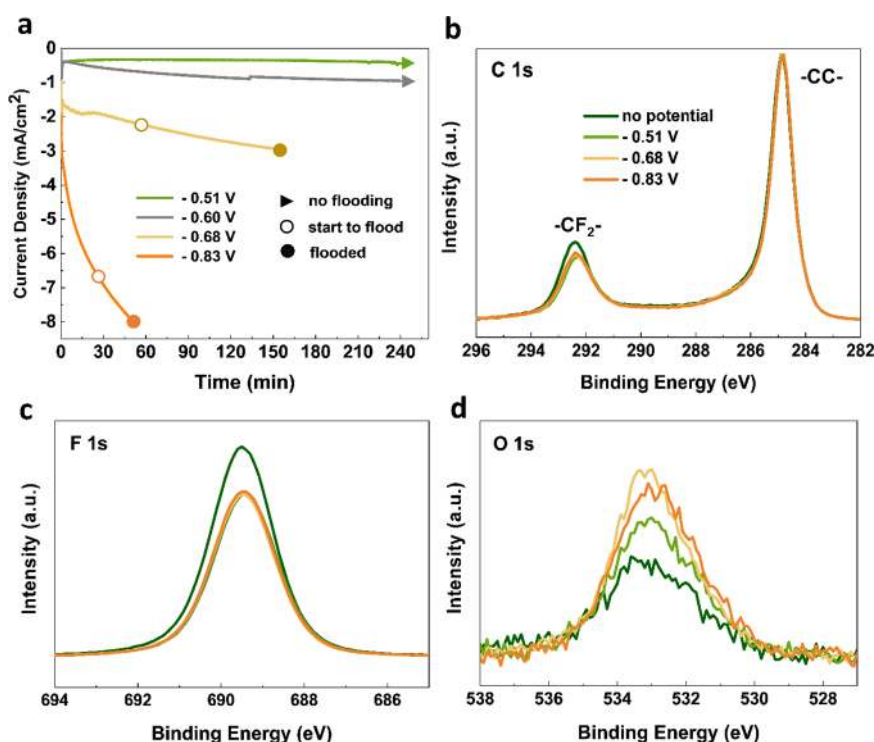 a
Current Density (mA/cm²)
0
-1
-2
-3
-4
-5
-6
-7
-8
- 0.51 V
- 0.60 V
- 0.68 V
- 0.83 V
no flooding
start to flood
flooded
0 30 60 90 120 150 180 210 240
Time (min)
b
C 1s
-CC-
no potential
- 0.51 V
- 0.68 V
- 0.83 V
-CF₂-
Intensity (a.u.)
296 294 292 290 288 286 284 282
Binding Energy (eV)
c
F 1s
Intensity (a.u.)
694 692 690 688 686
Binding Energy (eV)
d
O 1s
Intensity (a.u.)
538 536 534 532 530 528
Binding Energy (eV)